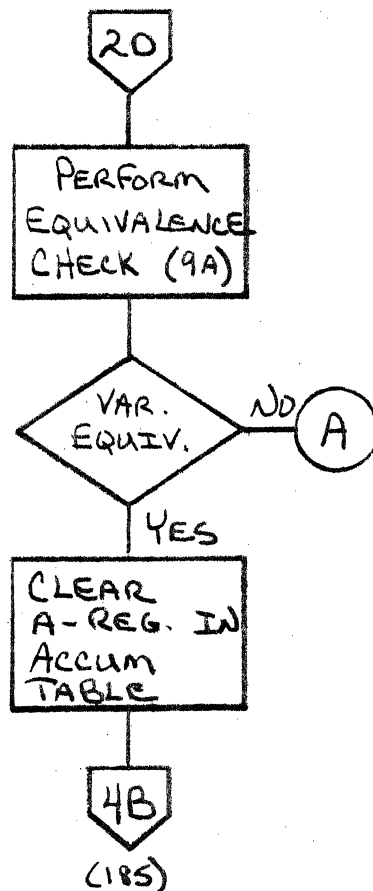 20
PERFORM
EQUIVALENCE
CHECK (9A)
VAR.
EQUIV.
NO
A
YES
CLEAR
A-REG. IN
ACCUM
TABLE
4B
(185)